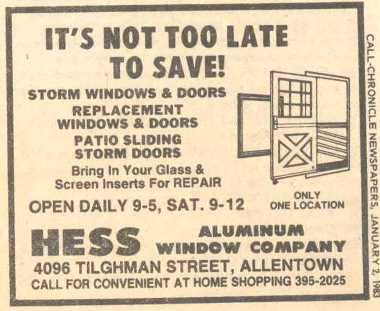 IT'S NOT TOO LATE
TO SAVE!
STORM WINDOWS & DOORS
REPLACEMENT
WINDOWS & DOORS
PATIO SLIDING
STORM DOORS
Bring In Your Glass &
Screen Inserts For REPAIR
OPEN DAILY 9-5, SAT. 9-12
ONLY
ONE LOCATION
HESS ALUMINUM
WINDOW COMPANY
4096 TILGHMAN STREET, ALLENTOWN
CALL FOR CONVENIENT AT HOME SHOPPING 395-2025
CALL-CHRONICLE NEWSPAPERS, JANUARY 2, 1983